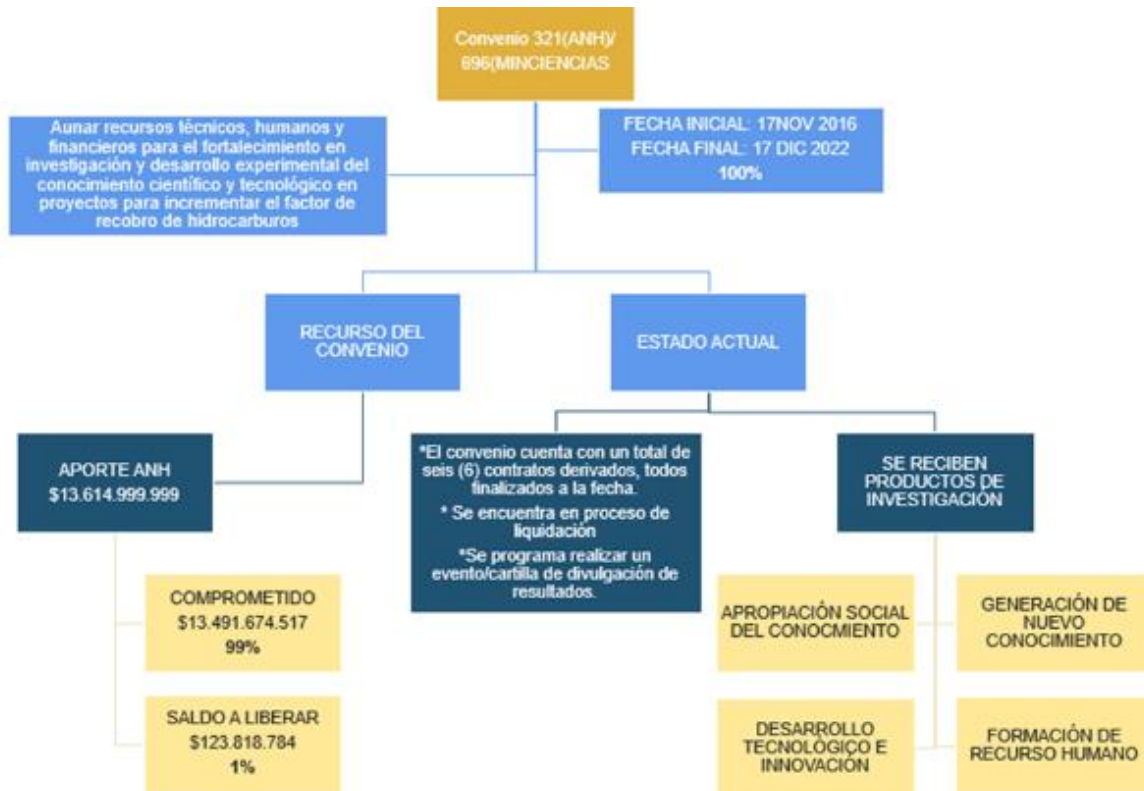 Convenio 321(ANH)/
696(MINCIENCIAS
Aunar recursos técnicos, humanos y
financieros para el fortalecimiento en
investigación y desarrollo experimental del
conocimiento científico y tecnológico en
proyectos para incrementar el factor de
recobro de hidrocarburos
FECHA INICIAL: 17NOV 2016
FECHA FINAL: 17 DIC 2022
100%
RECURSO DEL
CONVENIO
ESTADO ACTUAL
APORTE ANH
$13.614.999.999
COMPROMETIDO
$13.491.674.517
99%
SALDO A LIBERAR
$123.818.784
1%
*El convenio cuenta con un total de
seis (6) contratos derivados, todos
finalizados a la fecha.
* Se encuentra en proceso de
liquidación
*Se programa realizar un
evento/cartilla de divulgación de
resultados.
SE RECIBEN
PRODUCTOS DE
INVESTIGACIÓN
APROPIACIÓN SOCIAL
DEL CONOCMIENTO
GENERACIÓN DE
NUEVO
CONOCIMIENTO
DESARROLLO
TECNOLÓGICO E
INNOVACIÓN
FORMACIÓN DE
RECURSO HUMANO